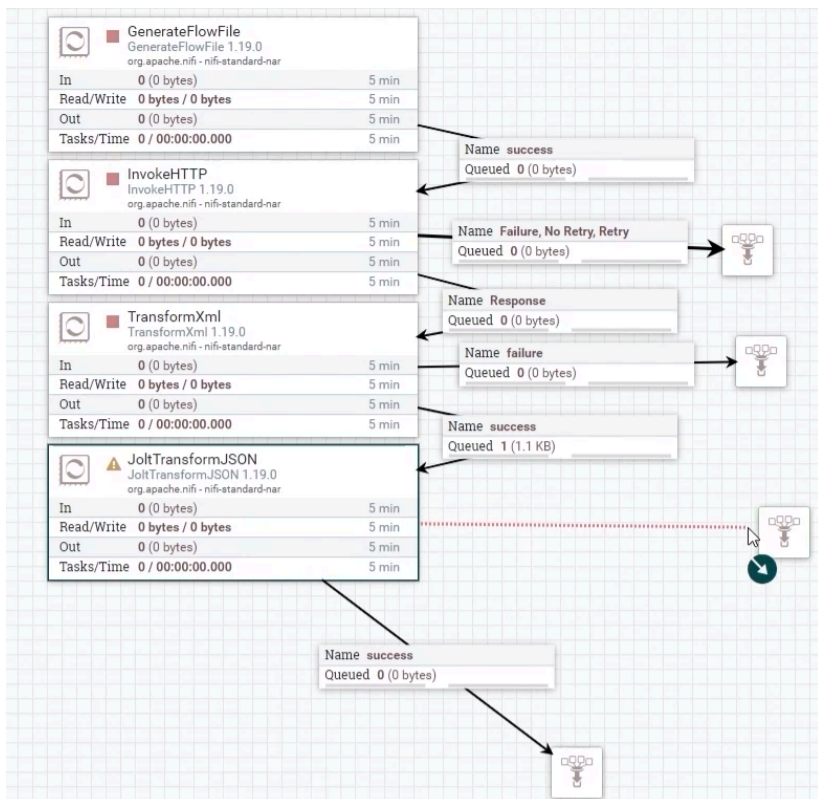 GenerateFlowFile
GenerateFlowFile 1.19.0
org.apache.nifi - nifi-standard-nar
In 0 (0 bytes) 5 min
Read/Write 0 bytes / 0 bytes 5 min
Out 0 (0 bytes) 5 min
Tasks/Time 0 / 00:00:00.000 5 min
Name success
Queued 0 (0 bytes)
InvokeHTTP
InvokeHTTP 1.19.0
org.apache.nifi - nifi-standard-nar
In 0 (0 bytes) 5 min
Read/Write 0 bytes / 0 bytes 5 min
Out 0 (0 bytes) 5 min
Tasks/Time 0 / 00:00:00.000 5 min
Name Failure, No Retry, Retry
Queued 0 (0 bytes)
Name Response
Queued 0 (0 bytes)
TransformXml
TransformXml 1.19.0
org.apache.nifi - nifi-standard-nar
In 0 (0 bytes) 5 min
Read/Write 0 bytes / 0 bytes 5 min
Out 0 (0 bytes) 5 min
Tasks/Time 0 / 00:00:00.000 5 min
Name failure
Queued 0 (0 bytes)
Name success
Queued 1 (1.1 KB)
JoltTransformJSON
JoltTransformJSON 1.19.0
org.apache.nifi - nifi-standard-nar
In 0 (0 bytes) 5 min
Read/Write 0 bytes / 0 bytes 5 min
Out 0 (0 bytes) 5 min
Tasks/Time 0 / 00:00:00.000 5 min
Name success
Queued 0 (0 bytes)